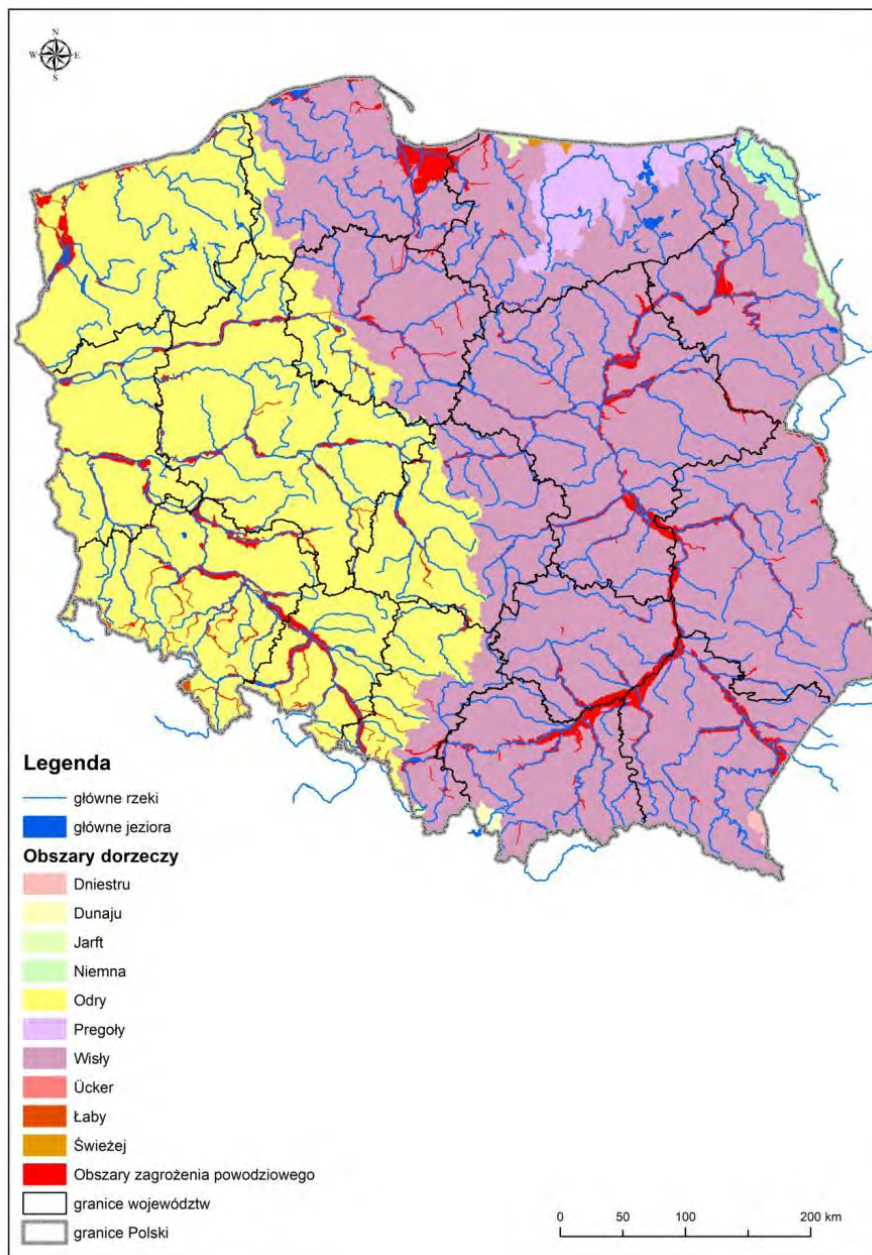 N
W E
S
Legenda
główne rzeki
główne jeziora
Obszary dorzeczy
Dniestru
Dunaju
Jarft
Niemna
Odry
Pregoły
Wisły
Ücker
Łaby
Świeżej
Obszary zagrożenia powodziowego
granice województw
granice Polski
0 50 100 200 km